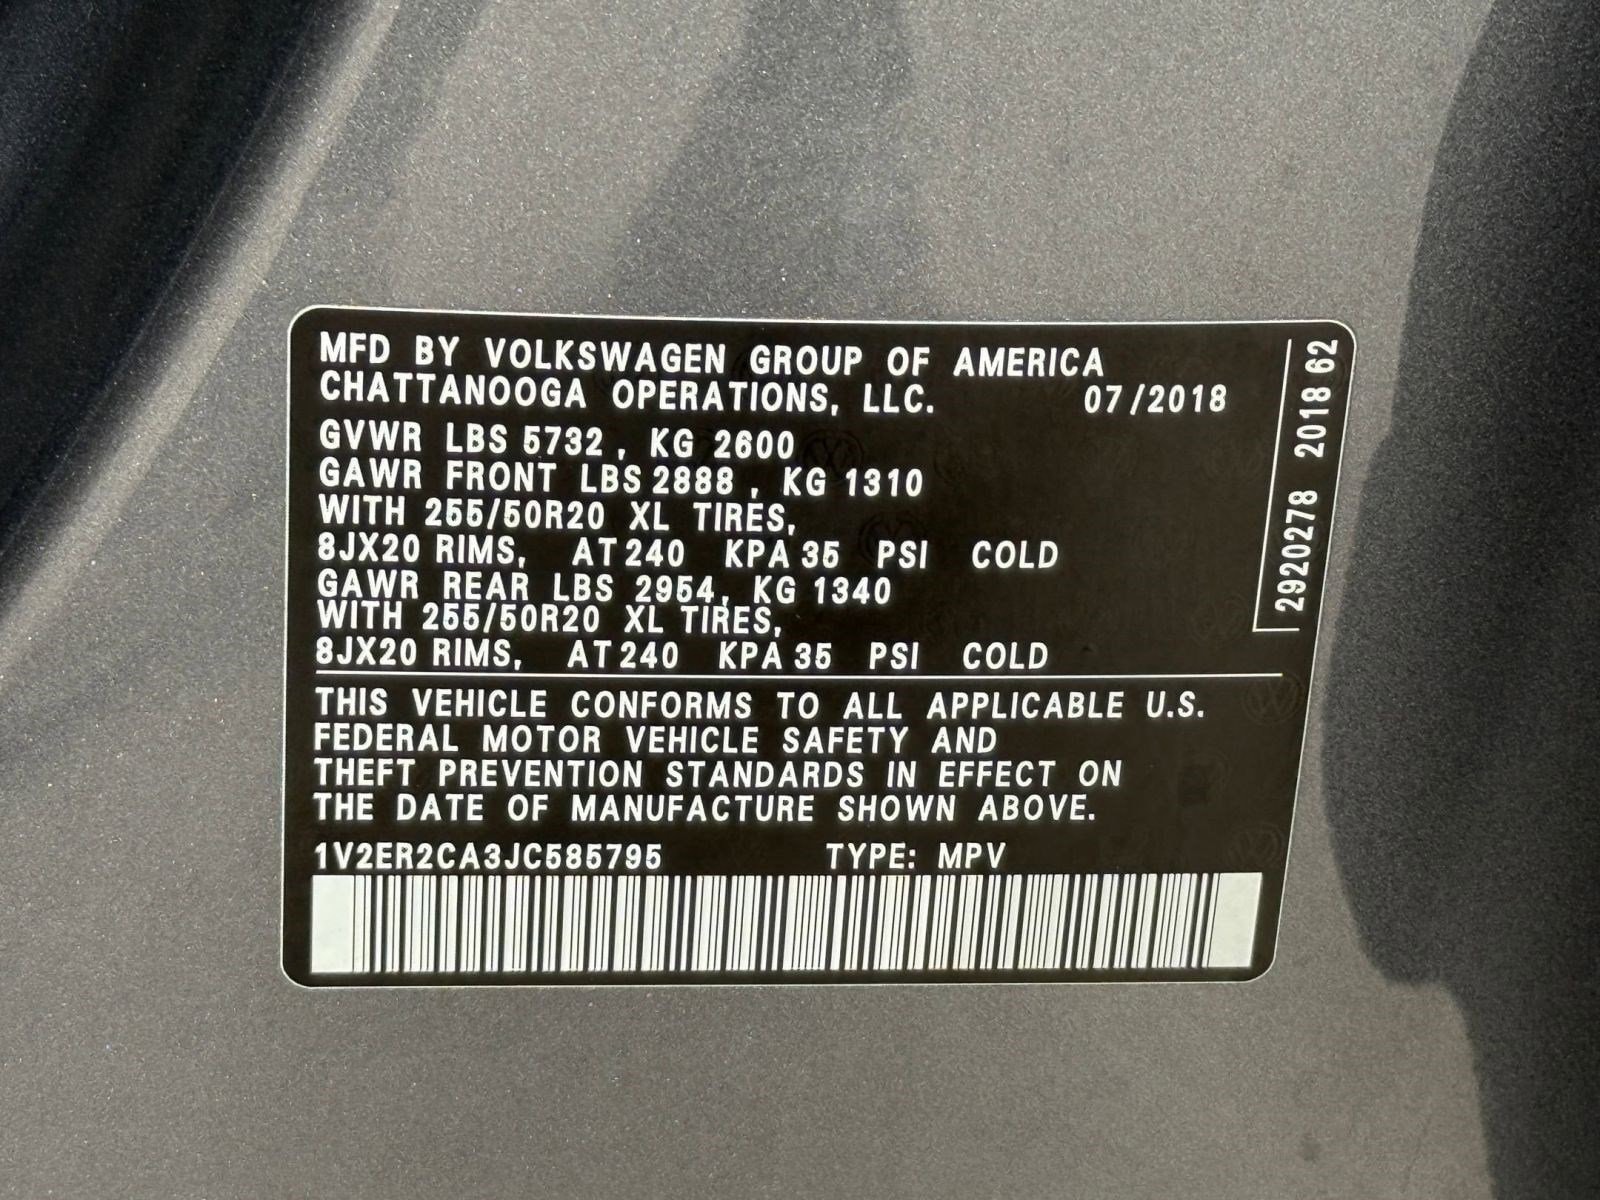 MFD BY VOLKSWAGEN GROUP OF AMERICA
CHATTANOOGA OPERATIONS, LLC. 07/2018
GVWR LBS 5732 , KG 2600
GAWR FRONT LBS 2888 , KG 1310
WITH 255/50R20 XL TIRES,
8JX20 RIMS, AT 240 KPA 35 PSI COLD
GAWR REAR LBS 2954, KG 1340
WITH 255/50R20 XL TIRES,
8JX20 RIMS, AT 240 KPA 35 PSI COLD
THIS VEHICLE CONFORMS TO ALL APPLICABLE U.S.
FEDERAL MOTOR VEHICLE SAFETY AND
THEFT PREVENTION STANDARDS IN EFFECT ON
THE DATE OF MANUFACTURE SHOWN ABOVE.
1V2ER2CA3JC585795 TYPE: MPV
2920278 2018 62